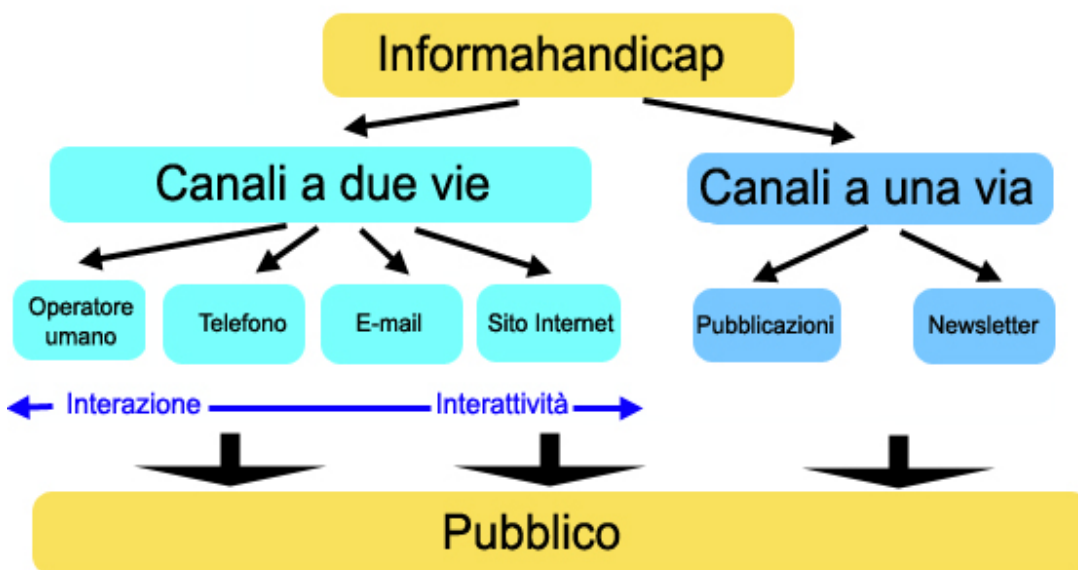 Informahandicap
Canali a due vie
Canali a una via
Operatore
umano
Telefono
E-mail
Sito Internet
Pubblicazioni
Newsletter
Interazione
Interattività
Pubblico